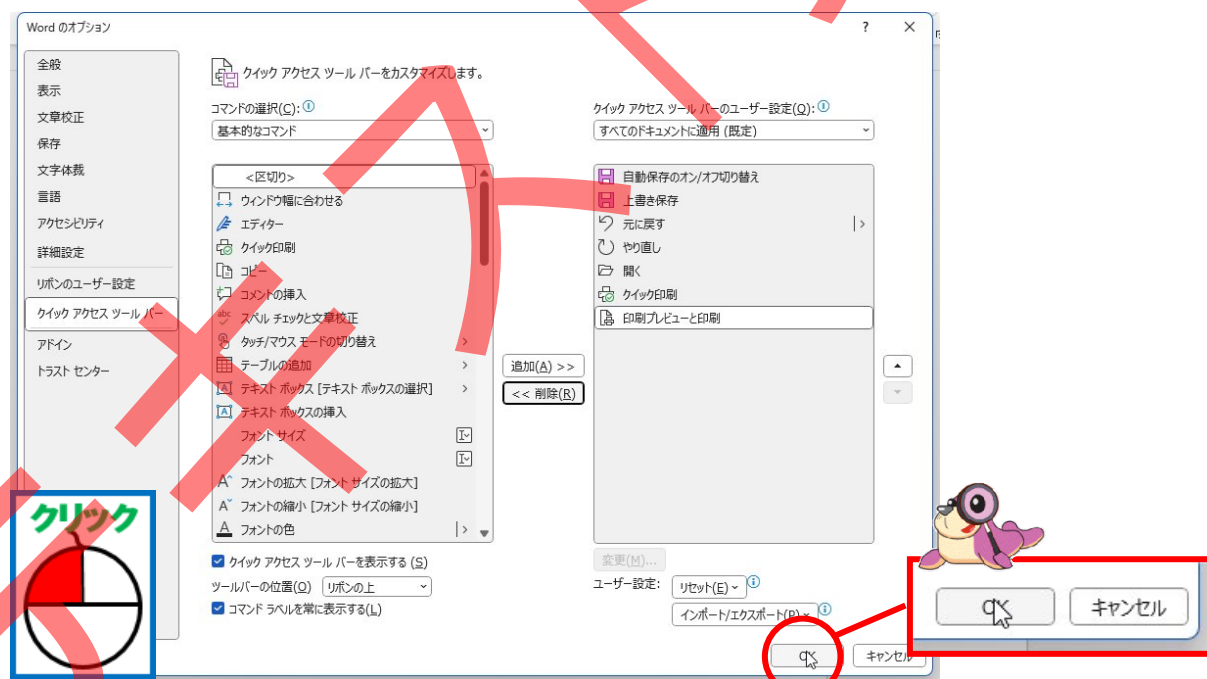 Word のオプション
?
全般
表示
文章校正
保存
文字体裁
言語
アクセシビリティ
詳細設定
リボンのユーザー設定
クイック アクセス ツール バー
アドイン
トラスト センター
クイック アクセス ツール バーをカスタマイズします。
コマンドの選択(C):
基本的なコマンド
<区切り>
ウィンドウ幅に合わせる
エディター
クイック印刷
コピー
コメントの挿入
スペル チェックと文章校正
タッチ/マウス モードの切り替え
テーブルの追加
テキスト ボックス [テキスト ボックスの選択]
テキスト ボックスの挿入
フォント サイズ
フォント
フォントの拡大 [フォント サイズの拡大]
フォントの縮小 [フォント サイズの縮小]
フォントの色
クイック アクセス ツール バーを表示する (S)
ツールバーの位置(O) リボンの上
コマンド ラベルを常に表示する(L)
追加(A) >>
<< 削除(R)
クイック アクセス ツール バーのユーザー設定(Q):
すべてのドキュメントに適用 (既定)
自動保存のオン/オフ切り替え
上書き保存
元に戻す
やり直し
開く
クイック印刷
印刷プレビューと印刷
変更(M)...
ユーザー設定: リセット(E)
インポート/エクスポート(P)
OK キャンセル
OK キャンセル
クリック